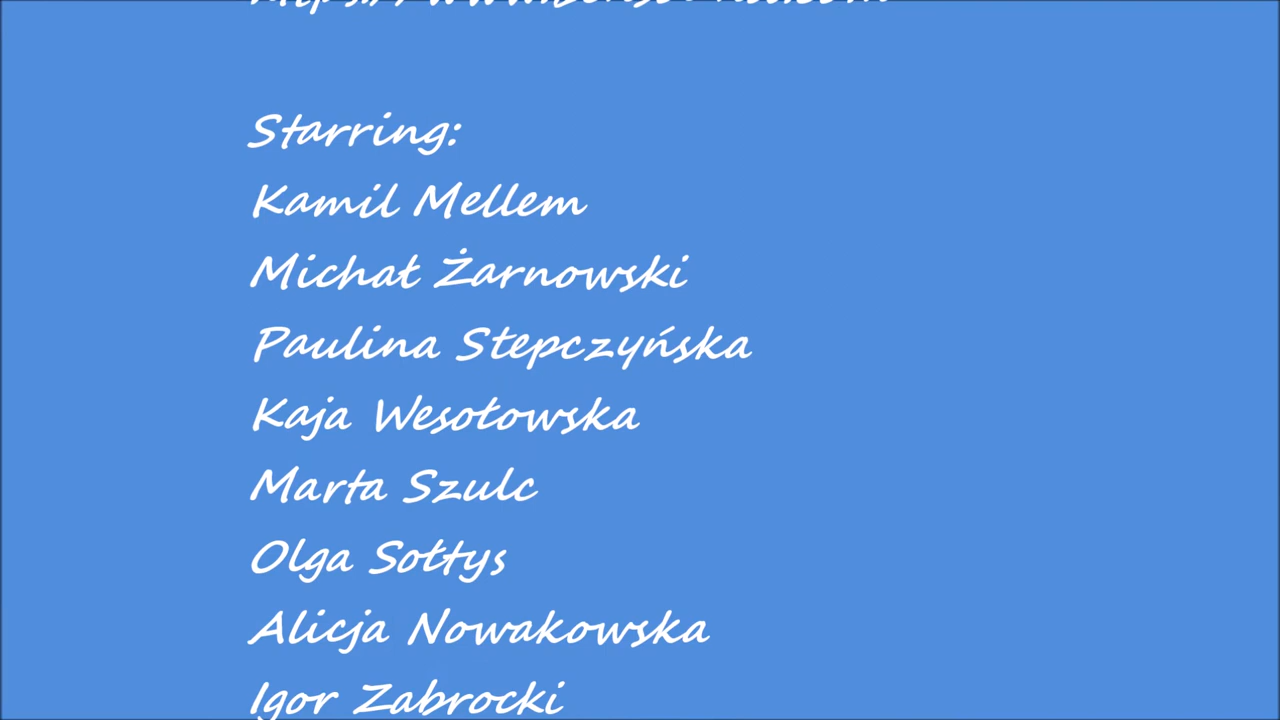 Starring:
Kamil Mellem
Michał Żarnowski
Paulina Stepczyńska
Kaja Wesołowska
Marta Szulc
Olga Sołtys
Alicja Nowakowska
Igor Zabrocki